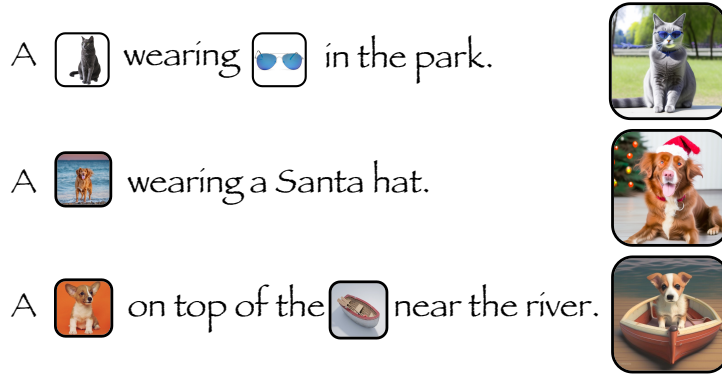 A wearing in the park.
A wearing a Santa hat.
A on top of the near the river.